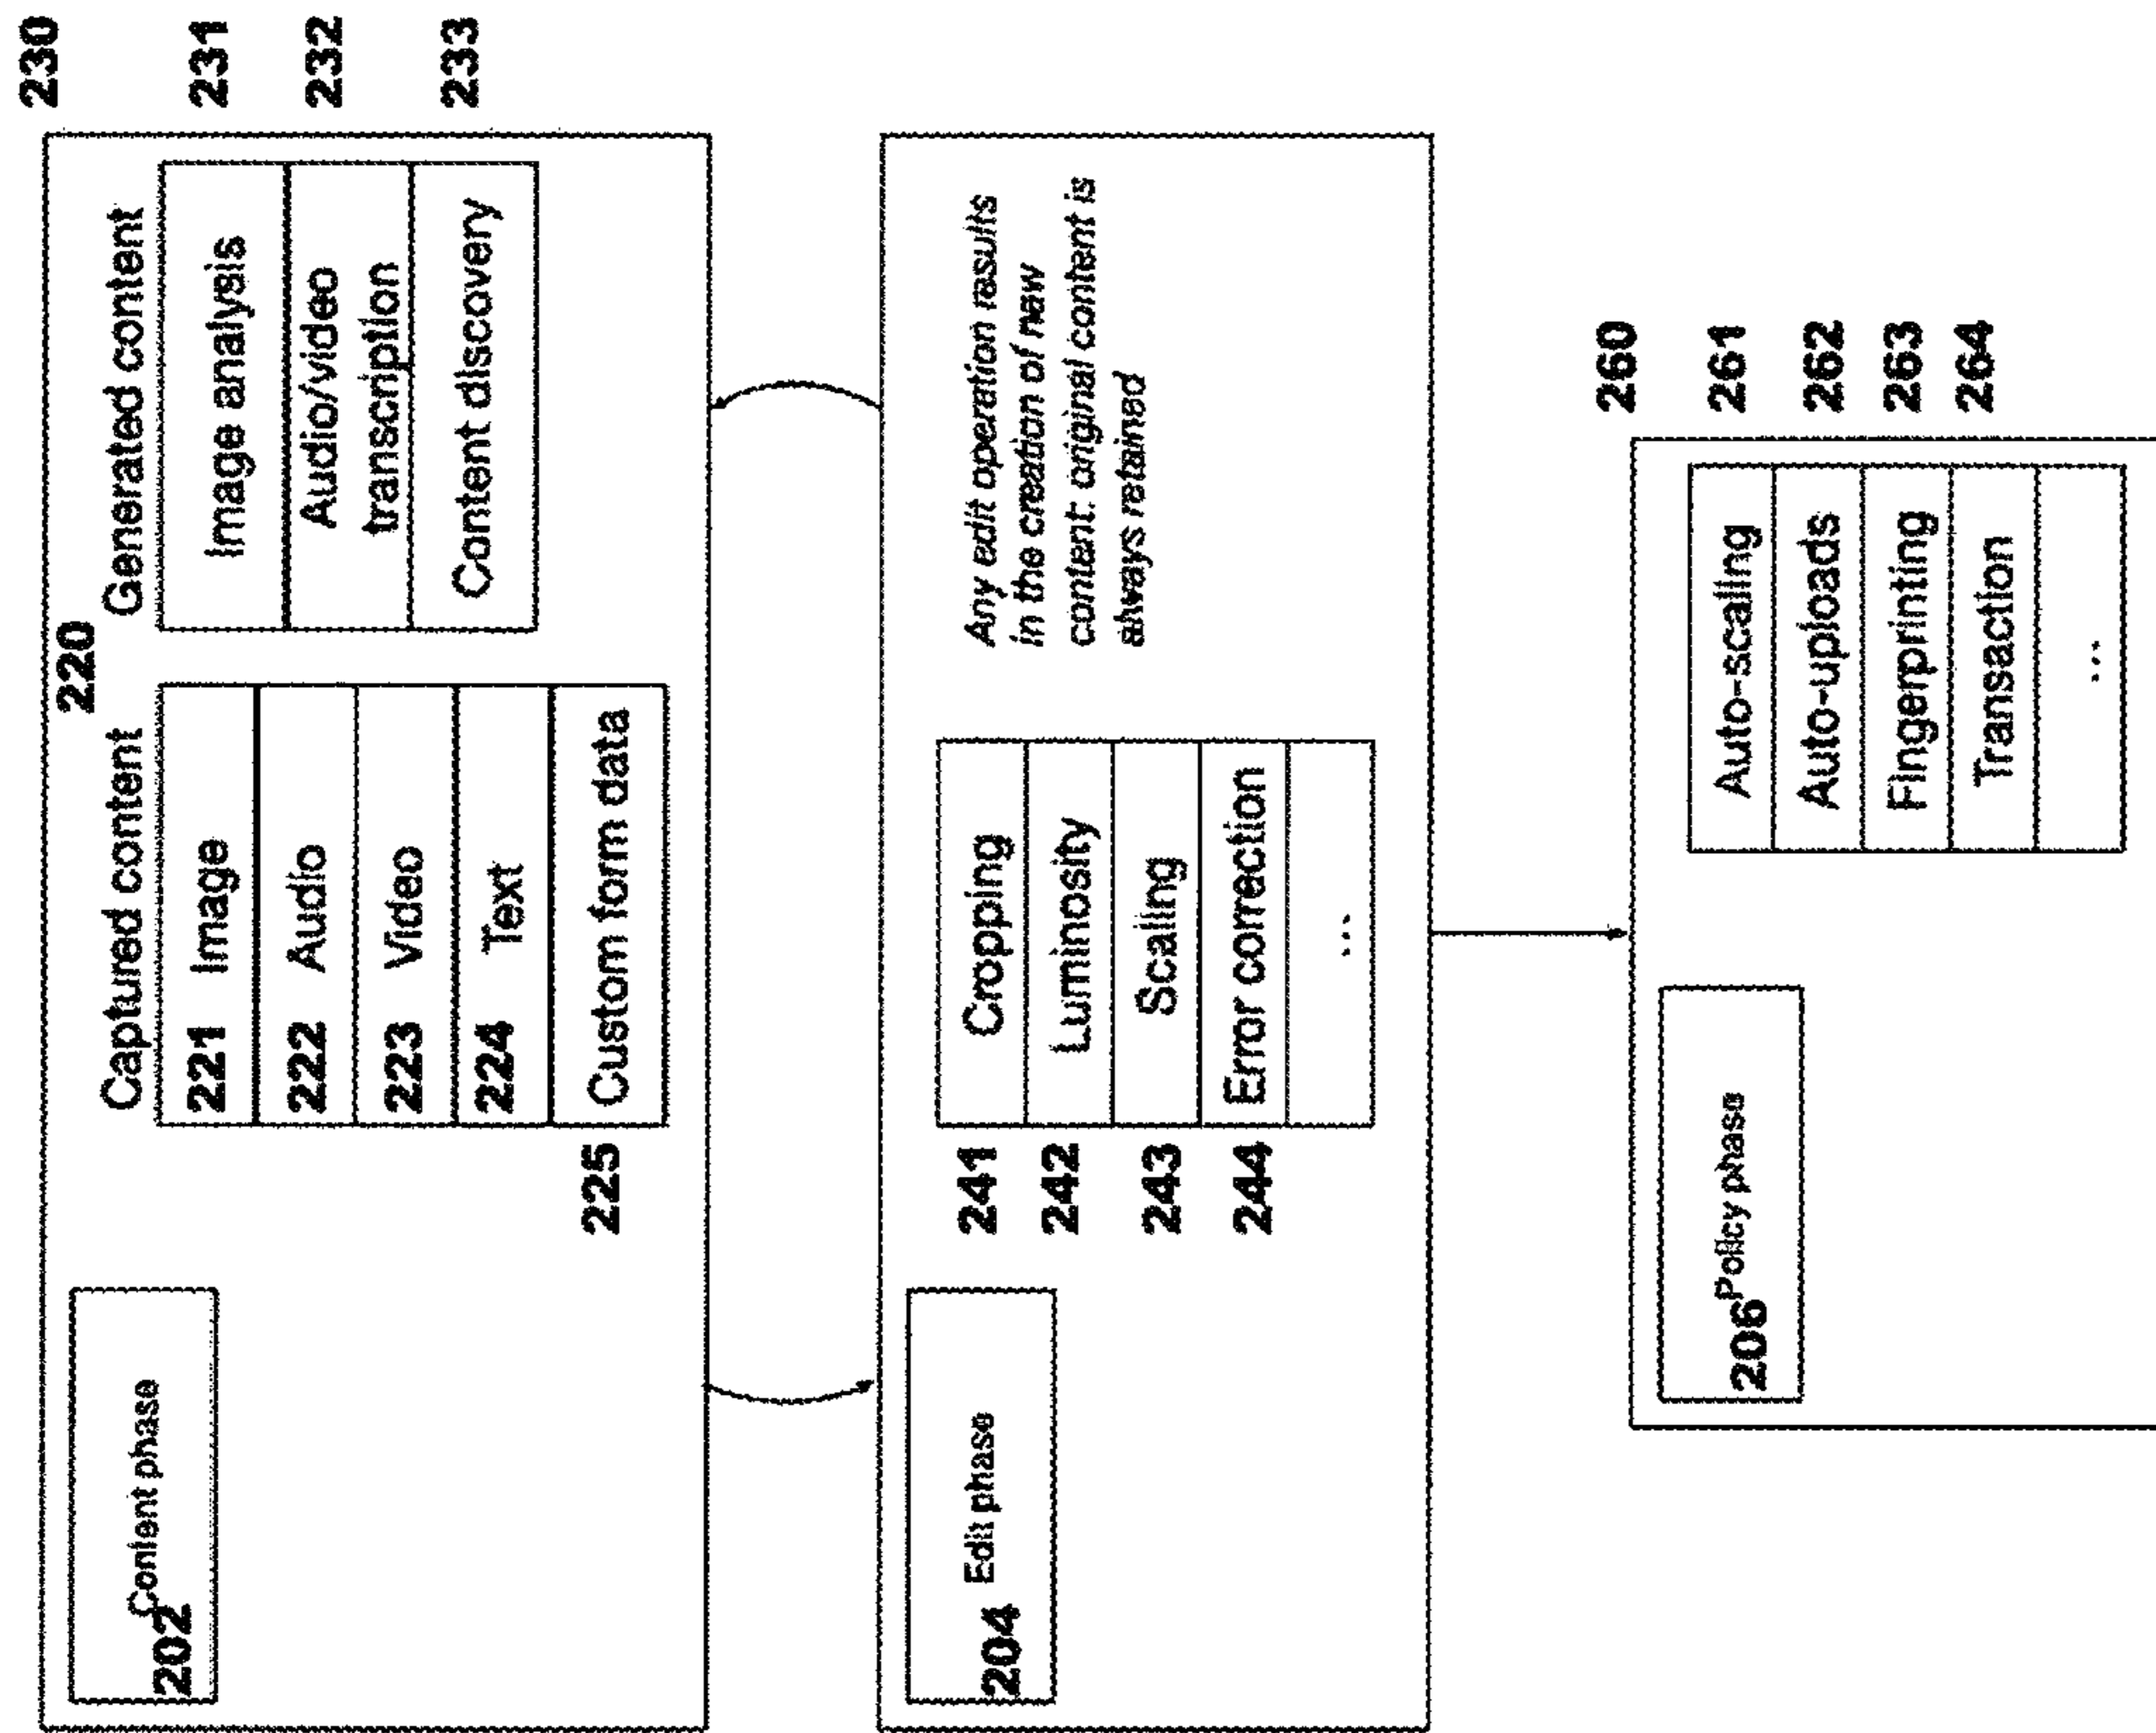 230
220
Content phase
202
Captured content
221 Image
222 Audio
223 Video
224 Text
225 Custom form data
Generated content
Image analysis 231
Audio/video
transcription
232
Content discovery 233
Edit phase
204
241 Cropping
242 Luminosity
243 Scaling
244 Error correction
...
Any edit operation results
in the creation of new
content: original content is
always retained
260
Policy phase
206
Auto-scaling 261
Auto-uploads 262
Fingerprinting 263
Transaction 264
...